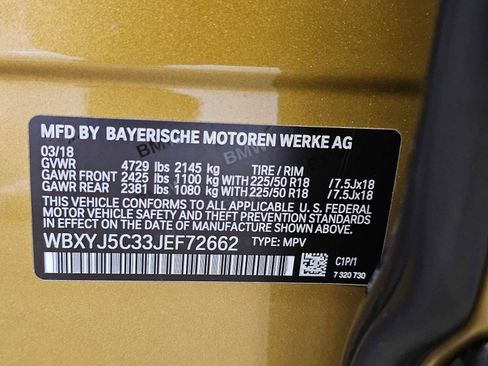 MFD BY BAYERISCHE MOTOREN WERKE AG
03/18
GVWR 4729 lbs 2145 kg TIRE / RIM
GAWR FRONT 2425 lbs 1100 kg 225/50 R18 /7.5Jx18
GAWR REAR 2381 lbs 1080 kg 225/50 R18 /7.5Jx18
THIS VEHICLE CONFORMS TO ALL APPLICABLE U. S. FEDERAL
MOTOR VEHICLE SAFETY AND THEFT PREVENTION STANDARDS
IN EFFECT ON THE DATE OF MANUFACTURE SHOWN ABOVE.
WBXYJ5C33JEF72662 TYPE: MPV
C1P/1
7 320 730